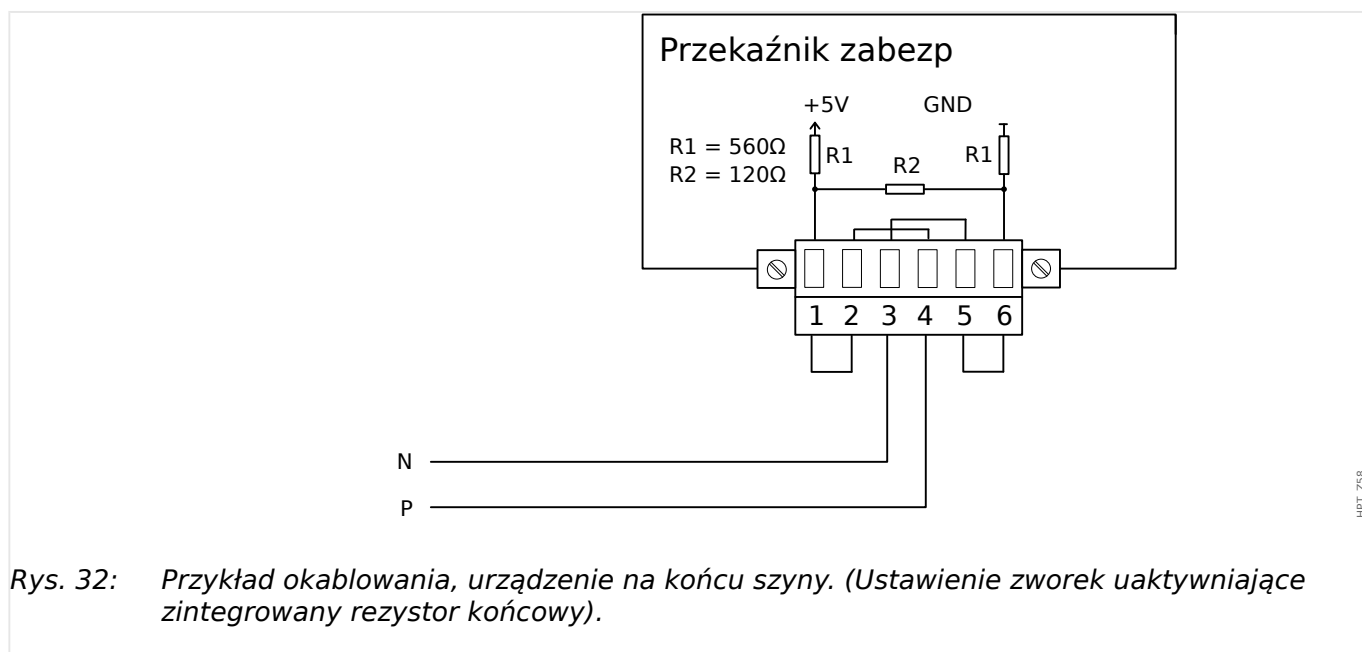 Przekaźnik zabezp
+5V GND
R1 = 560Ω
R2 = 120Ω
R1 R2 R1
1 2 3 4 5 6
N
P
HPT_Z58
Rys. 32: Przykład okablowania, urządzenie na końcu szyny. (Ustawienie zworek uaktywniające
zintegrowany rezystor końcowy).